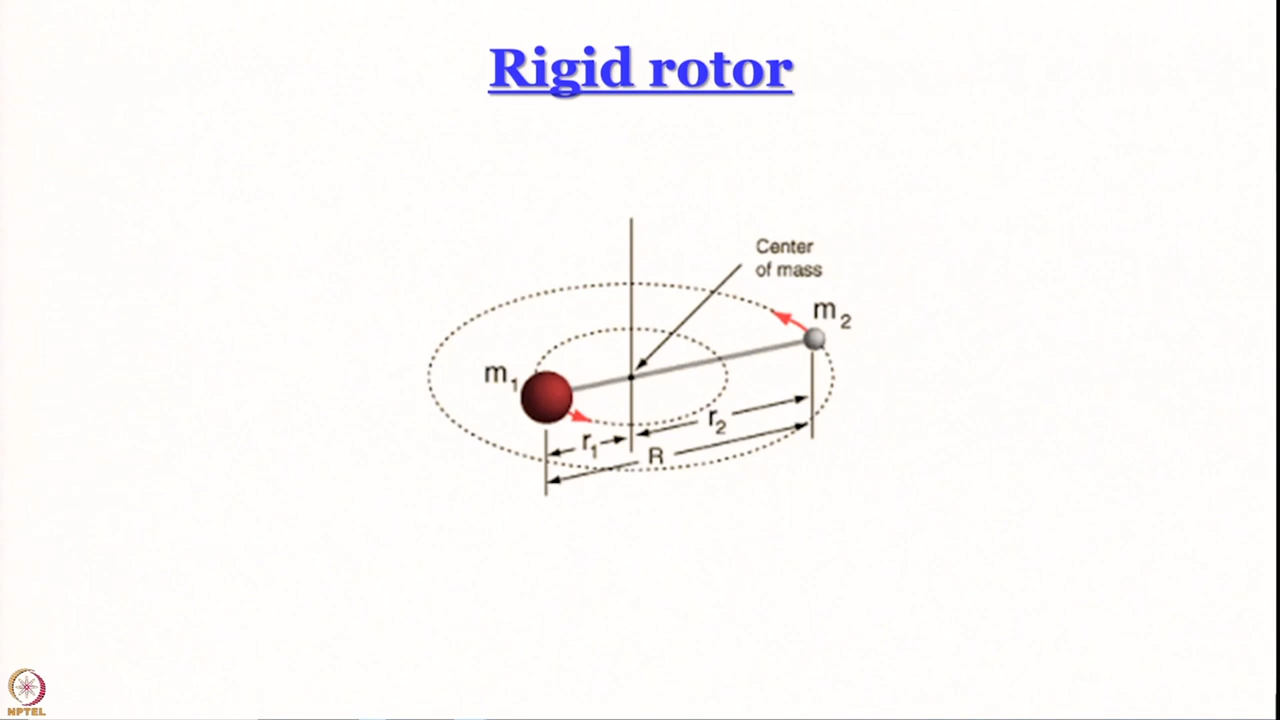 Rigid rotor
Center
of mass
m2
m1
r2
r1
R
NPTEL